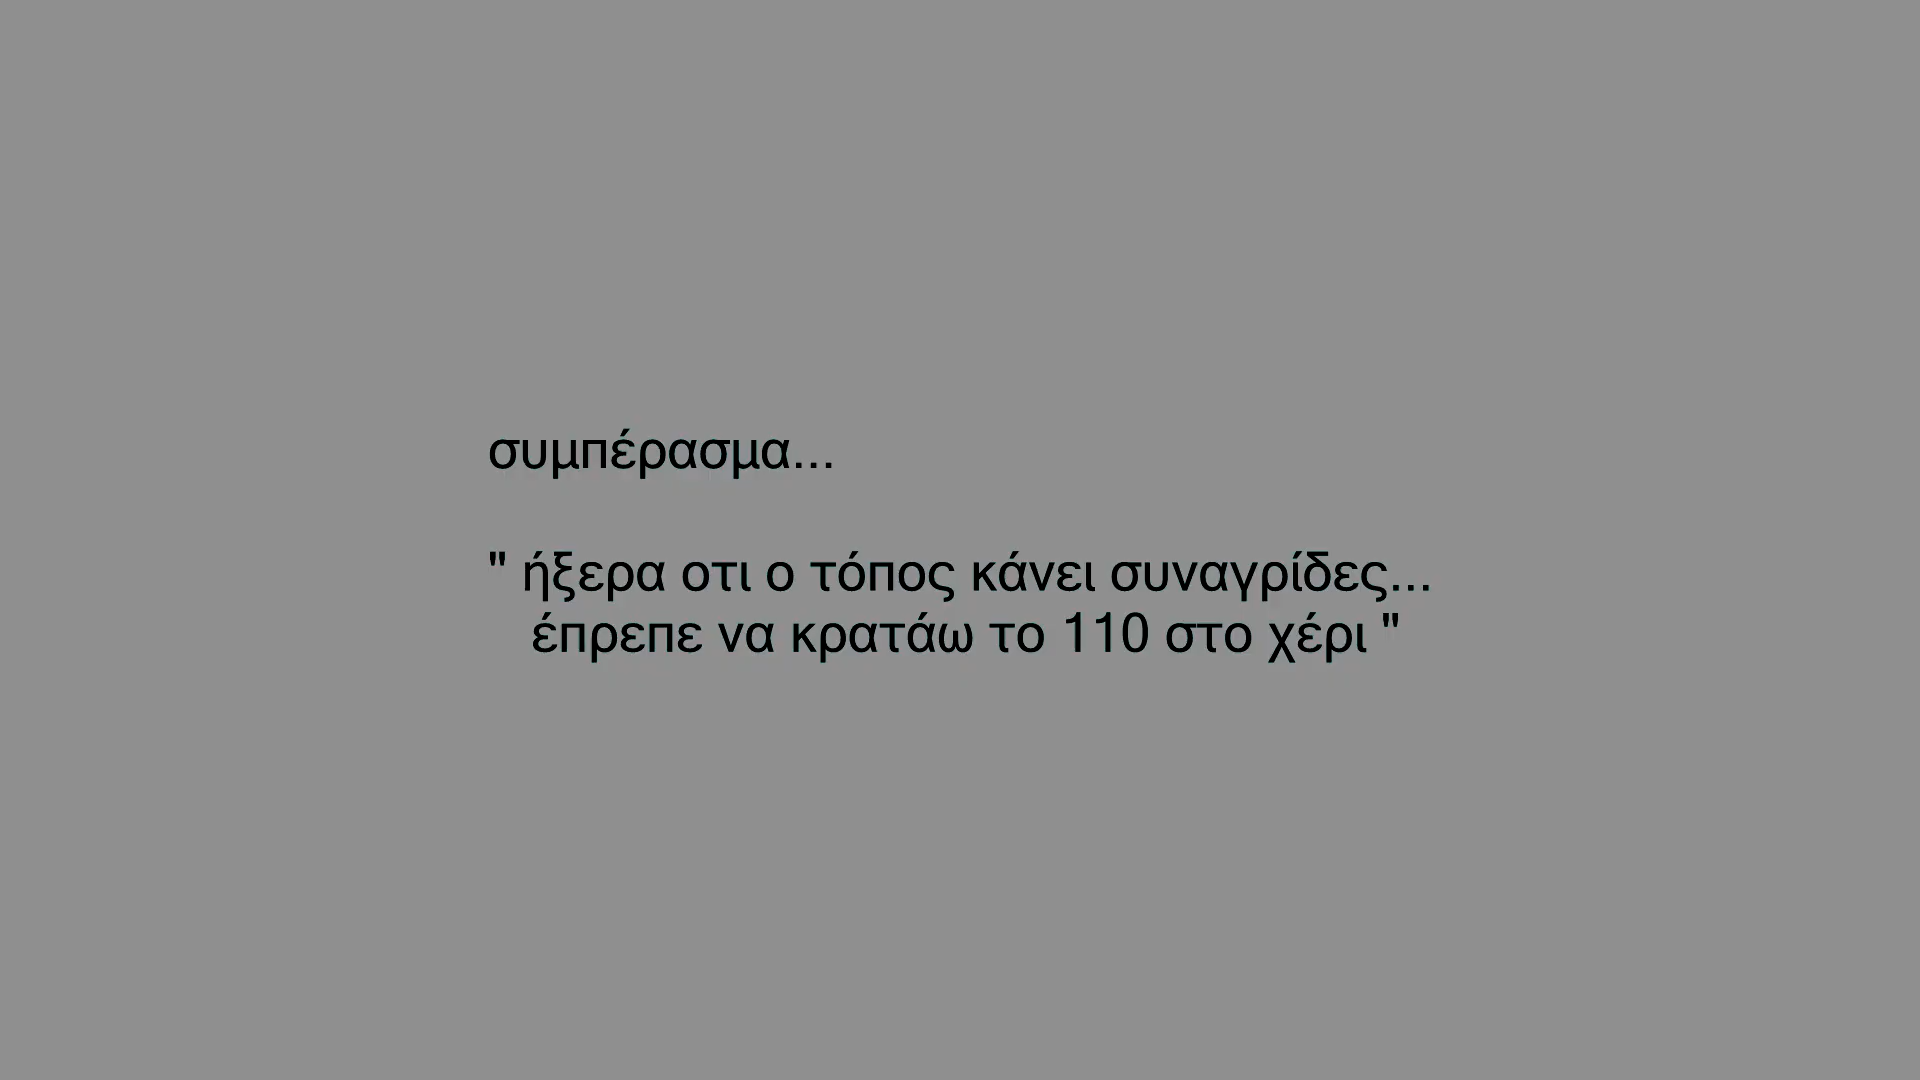 συμπέρασμα...
" ήξερα οτι ο τόπος κάνει συναγρίδες...
έπρεπε να κρατάω το 110 στο χέρι "